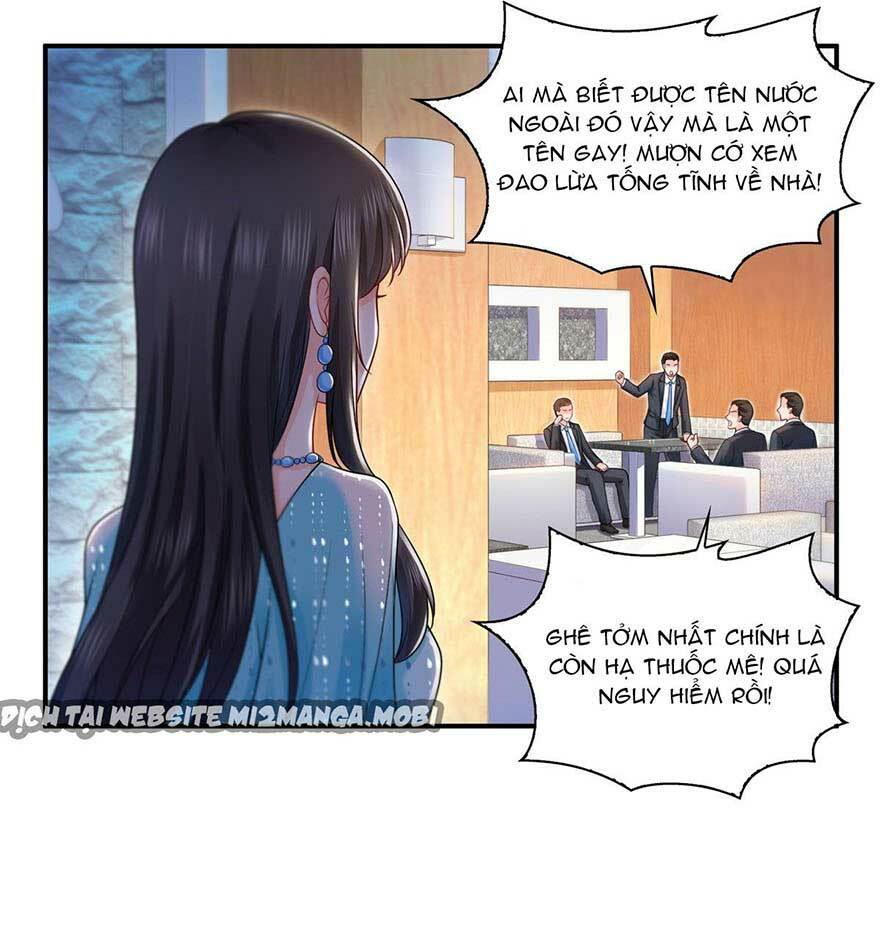 AI MÀ BIẾT ĐƯỢC TÊN NƯỚC
NGOÀI ĐÓ VẬY MÀ LÀ MỘT
TÊN GAY! MƯỢN CỚ XEM
ĐAO LỪA TỐNG TĨNH VỀ NHÀ!
GHÊ TỞM NHẤT CHÍNH LÀ
CÒN HẠ THUỐC MÊ! QUÁ
NGUY HIỂM RỒI!
DỊCH TẠI WEBSITE MI2MANGA.MOBI